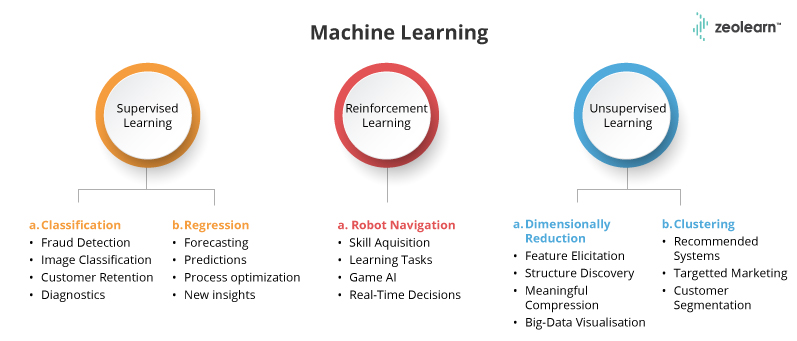 Machine Learning
zeolearn™
Supervised
Learning
Reinforcement
Learning
Unsupervised
Learning
a. Classification
• Fraud Detection
• Image Classification
• Customer Retention
• Diagnostics
b. Regression
• Forecasting
• Predictions
• Process optimization
• New insights
a. Robot Navigation
• Skill Aquisition
• Learning Tasks
• Game AI
• Real-Time Decisions
a. Dimensionally
Reduction
• Feature Elicitation
• Structure Discovery
• Meaningful
Compression
• Big-Data Visualisation
b. Clustering
• Recommended
Systems
• Targetted Marketing
• Customer
Segmentation